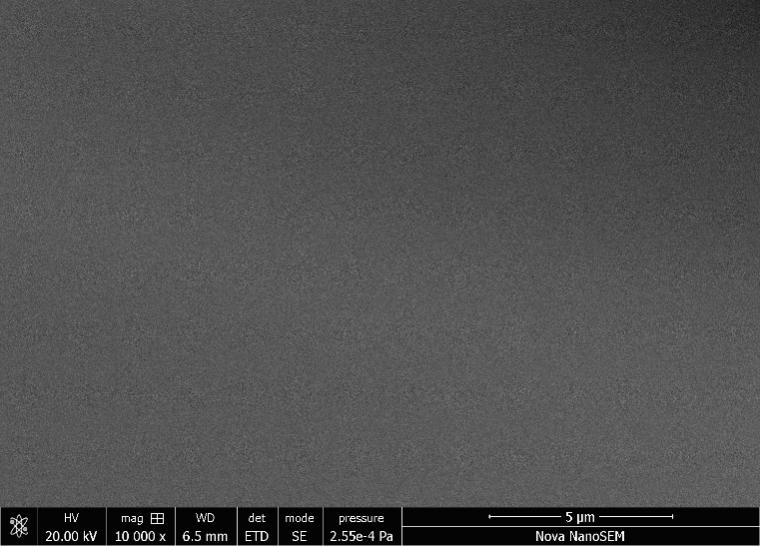 HV mag WD det mode pressure 5 µm
20.00 kV 10 000 x 6.5 mm ETD SE 2.55e-4 Pa Nova NanoSEM